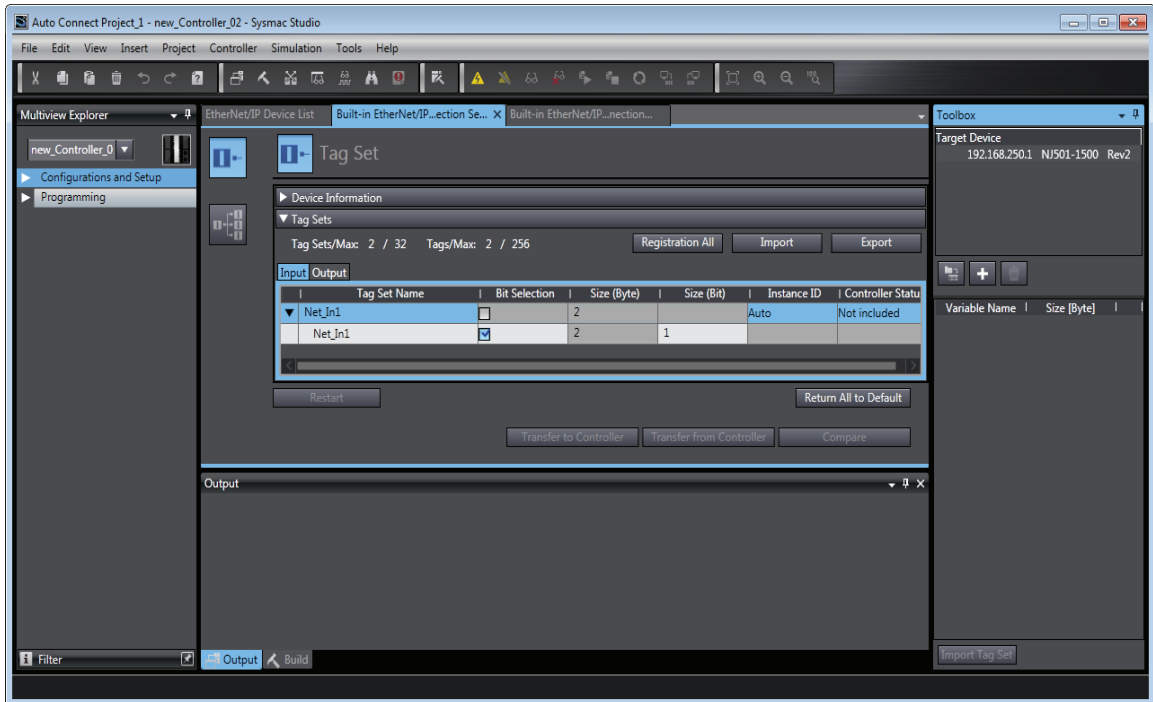 Auto Connect Project_1 - new_Controller_02 - Sysmac Studio
File Edit View Insert Project Controller Simulation Tools Help
Multiview Explorer
new_Controller_0
Configurations and Setup
Programming
EtherNet/IP Device List
Built-in EtherNet/IP...ection Se... X
Built-in EtherNet/IP...nection...
Tag Set
Device Information
Tag Sets
Tag Sets/Max: 2 / 32 Tags/Max: 2 / 256
Registration All
Import
Export
Input Output
Tag Set Name | Bit Selection | Size (Byte) | Size (Bit) | Instance ID | Controller Statu
Net_In1 2 Auto Not included
Net_In1 2 1
Restart
Return All to Default
Transfer to Controller
Transfer from Controller
Compare
Output
Output
Build
Filter
Toolbox
Target Device
192.168.250.1 NJ501-1500 Rev2
Variable Name | Size [Byte] |
Import Tag Set